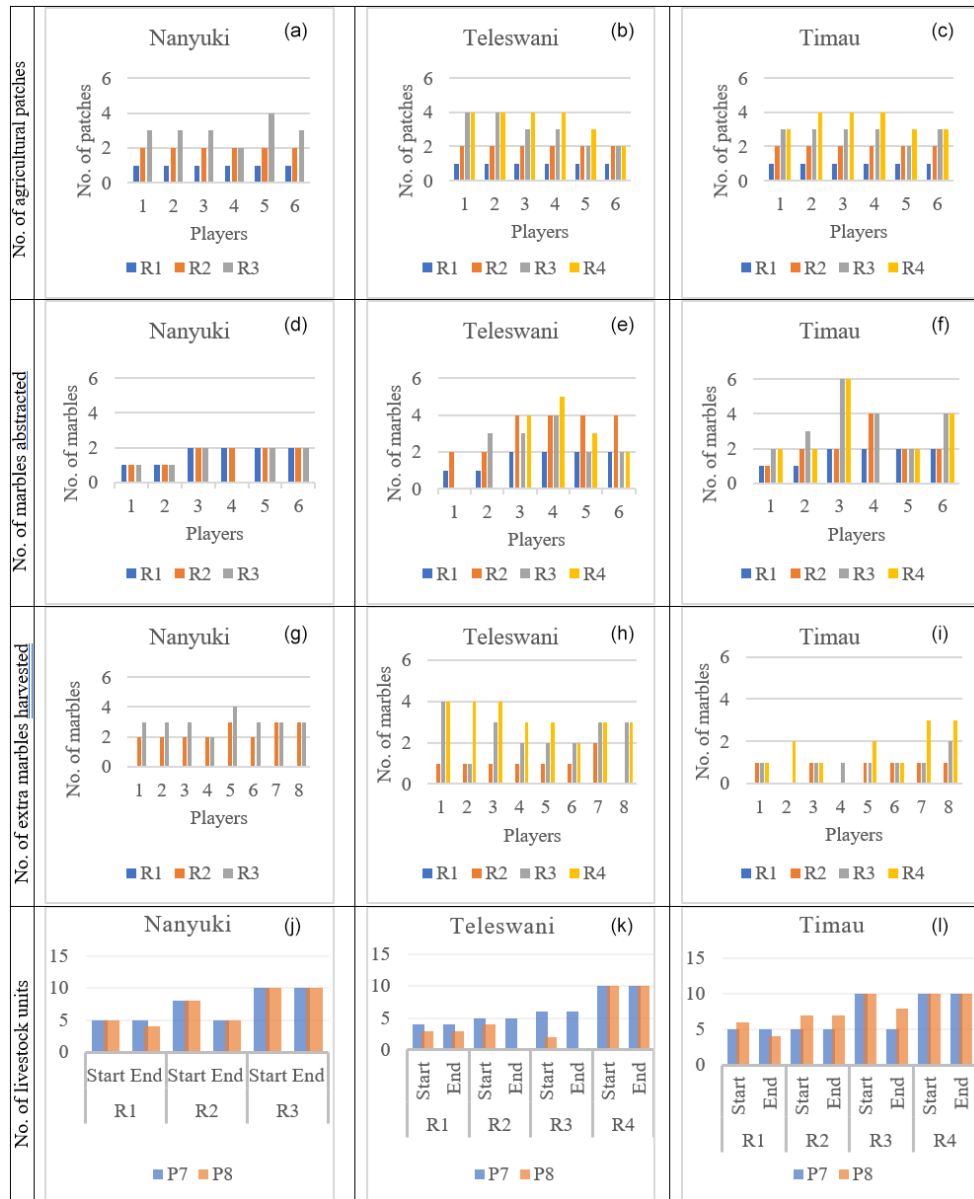 No. of agricultural patches
Nanyuki
(a)
No. of patches
6
4
2
0
1 2 3 4 5 6
Players
R1 R2 R3
Teleswani
(b)
No. of patches
6
4
2
0
1 2 3 4 5 6
Players
R1 R2 R3 R4
Timau
(c)
No. of patches
6
4
2
0
1 2 3 4 5 6
Players
R1 R2 R3 R4
No. of marbles abstracted
Nanyuki
(d)
No. of marbles
6
4
2
0
1 2 3 4 5 6
Players
R1 R2 R3
Teleswani
(e)
No. of marbles
6
4
2
0
1 2 3 4 5 6
Players
R1 R2 R3 R4
Timau
(f)
No. of marbles
6
4
2
0
1 2 3 4 5 6
Players
R1 R2 R3 R4
No. of extra marbles harvested
Nanyuki
(g)
No. of marbles
6
4
2
0
1 2 3 4 5 6 7 8
Players
R1 R2 R3
Teleswani
(h)
No. of marbles
6
4
2
0
1 2 3 4 5 6 7 8
Players
R1 R2 R3 R4
Timau
(i)
No. of marbles
6
4
2
0
1 2 3 4 5 6 7 8
Players
R1 R2 R3 R4
No. of livestock units
Nanyuki
(j)
15
10
5
0
Start End Start End Start End
R1 R2 R3
P7 P8
Teleswani
(k)
15
10
5
0
Start End Start End Start End Start End
R1 R2 R3 R4
P7 P8
Timau
(l)
15
10
5
0
Start End Start End Start End Start End
R1 R2 R3 R4
P7 P8